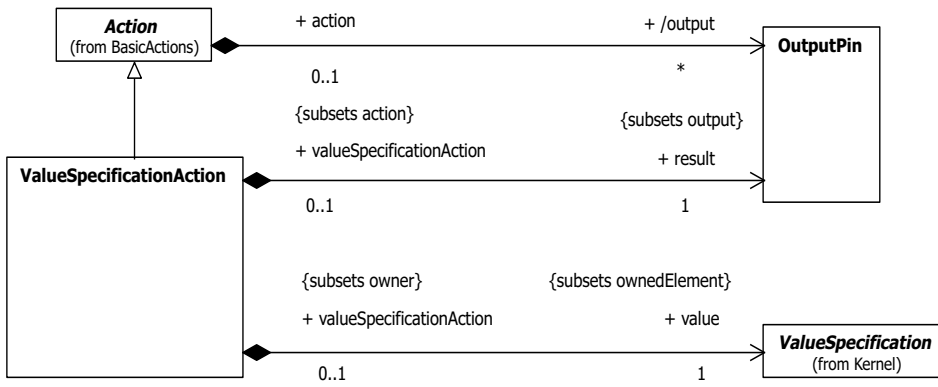 Action
(from BasicActions)
+ action
+ /output
0..1
*
OutputPin
{subsets action}
{subsets output}
+ valueSpecificationAction
+ result
0..1
1
ValueSpecificationAction
{subsets owner}
{subsets ownedElement}
+ valueSpecificationAction
+ value
0..1
1
ValueSpecification
(from Kernel)